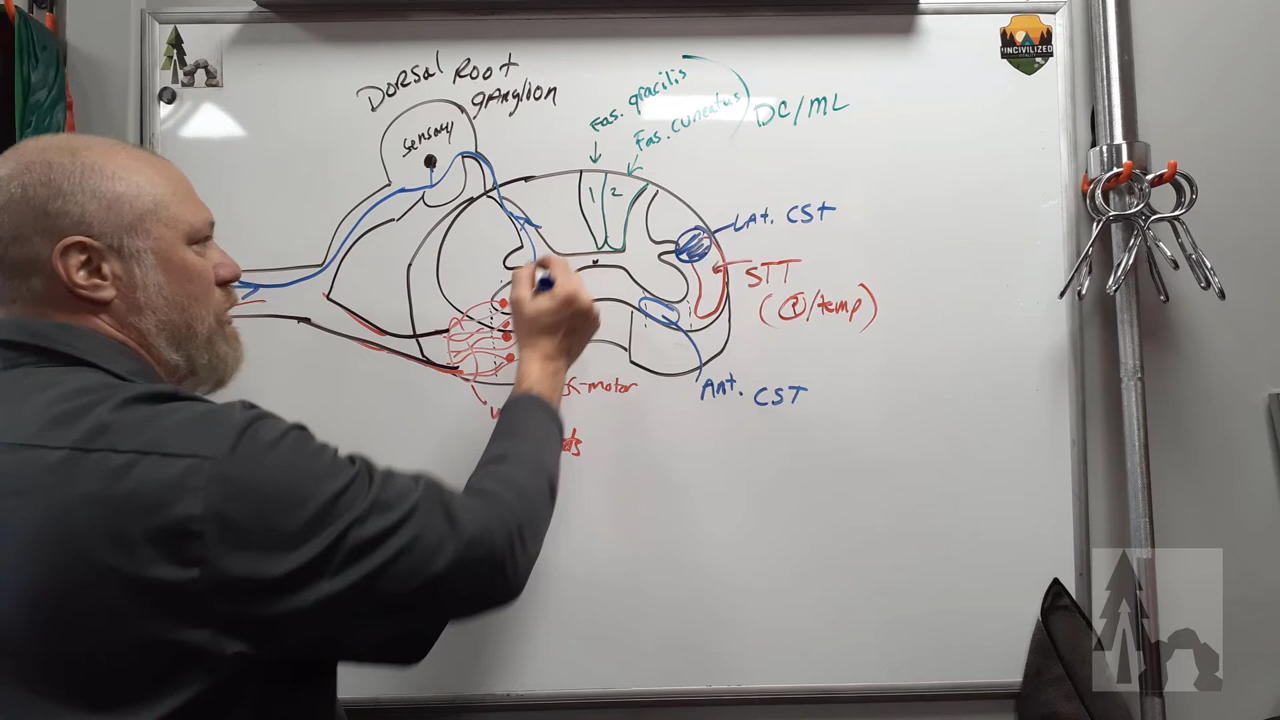 Dorsal Root
ganglion
sensory
Fas. gracilis
Fas. cuneatus
DC/ML
1 2
Lat. CST
STT
(Ⓟ/temp)
Ant. CST
-motor
UNCIVILIZED